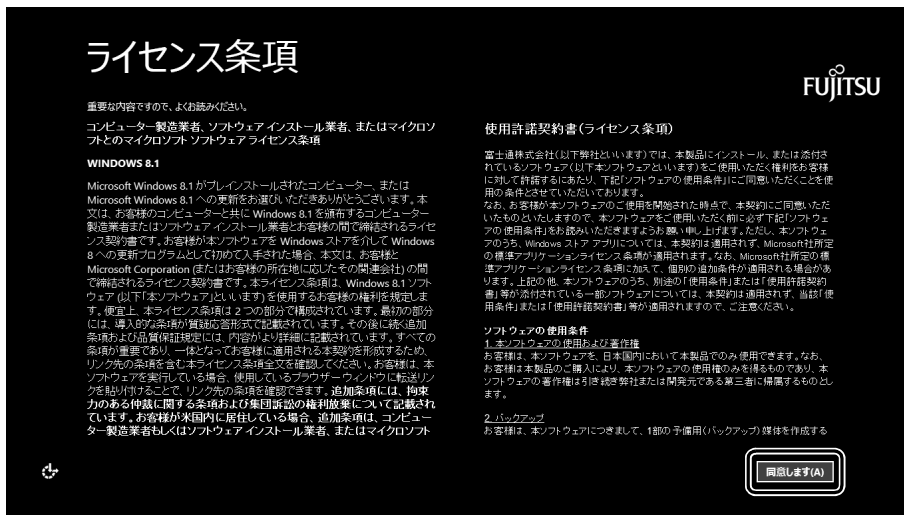 ライセンス条項
FUJITSU
重要な内容ですので、よくお読みください。
コンピューター製造業者、ソフトウェア インストール業者、またはマイクロソ
フトとのマイクロソフト ソフトウェア ライセンス条項
WINDOWS 8.1
Microsoft Windows 8.1 がプレインストールされたコンピューター、または
Microsoft Windows 8.1 への更新をお選びいただきありがとうございます。本
文は、お客様のコンピューターと共に Windows 8.1 を頒布するコンピューター
製造業者またはソフトウェア インストール業者とお客様の間で締結されるライセ
ンス契約書です。お客様が本ソフトウェアを Windows ストアを介して Windows
8 への更新プログラムとして初めて入手された場合、本文は、お客様と
Microsoft Corporation (またはお客様の所在地に応じたその関連会社) の間
で締結されるライセンス契約書です。本ライセンス条項は、Windows 8.1 ソフト
ウェア (以下「本ソフトウェア」といいます) を使用するお客様の権利を規定しま
す。便宜上、本ライセンス条項は 2 つの部分で構成されています。最初の部分
には、導入的な条項が質疑応答形式で記載されています。その後に続く追加
条項および品質保証規定には、内容がより詳細に記載されています。すべての
条項が重要であり、一体となってお客様に適用される本契約を形成するため、
リンク先の条項を含む本ライセンス条項全文を確認してください。お客様は、本
ソフトウェアを実行している場合、使用しているブラウザー ウィンドウに転送リン
クを貼り付けることで、リンク先の条項を確認できます。追加条項には、拘束
力のある仲裁に関する条項および集団訴訟の権利放棄について記載され
ています。お客様が米国内に居住している場合、追加条項は、コンピュー
ター製造業者もしくはソフトウェア インストール業者、またはマイクロソフト
使用許諾契約書(ライセンス条項)
富士通株式会社(以下弊社といいます)では、本製品にインストール、または添付さ
れているソフトウェア(以下本ソフトウェアといいます)をご使用いただく権利をお客様
に対して許諾するにあたり、下記「ソフトウェアの使用条件」にご同意いただくことを使
用の条件とさせていただいております。
なお、お客様が本ソフトウェアのご使用を開始された時点で、本契約にご同意いただ
いたものといたしますので、本ソフトウェアをご使用いただく前に必ず下記「ソフトウェ
アの使用条件」をお読みいただきますようお願い申し上げます。ただし、本ソフトウェ
アのうち、Windows ストア アプリについては、本契約は適用されず、Microsoft社所定
の標準アプリケーションライセンス条項が適用されます。なお、Microsoft社所定の標
準アプリケーションライセンス条項に加えて、個別の追加条件が適用される場合があ
ります。上記の他、本ソフトウェアのうち、別途の「使用条件」または「使用許諾契約
書」等が添付されている一部ソフトウェアについては、本契約は適用されず、当該「使
用条件」または「使用許諾契約書」等が適用されますので、ご注意ください。
ソフトウェアの使用条件
1. 本ソフトウェアの使用および著作権
お客様は、本ソフトウェアを、日本国内において本製品でのみ使用できます。なお、
お客様は本製品のご購入により、本ソフトウェアの使用権のみを得るものであり、本
ソフトウェアの著作権は引き続き弊社または開発元である第三者に帰属するものとし
ます。
2. バックアップ
お客様は、本ソフトウェアにつきまして、1部の予備用(バックアップ)媒体を作成する
同意します(A)